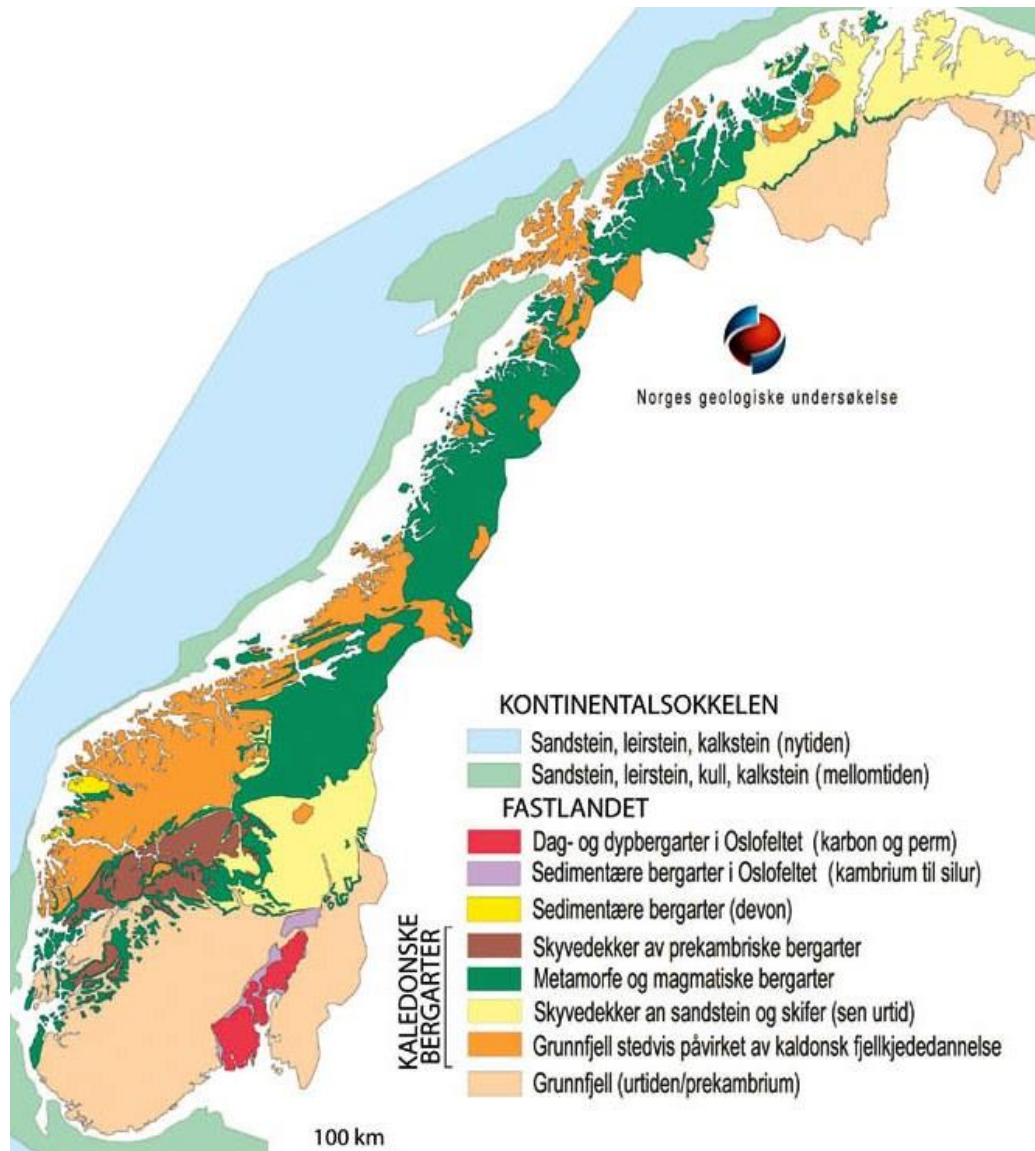 Norges geologiske undersøkelse
KONTINENTALSOKKELEN
Sandstein, leirstein, kalkstein (nytiden)
Sandstein, leirstein, kull, kalkstein (mellomtiden)
FASTLANDET
Dag- og dypbergarter i Oslofeltet (karbon og perm)
Sedimentære bergarter i Oslofeltet (kambrium til silur)
Sedimentære bergarter (devon)
KALEDONSKE
BERGARTER
Skyvedekker av prekambriske bergarter
Metamorfe og magmatiske bergarter
Skyvedekker an sandstein og skifer (sen urtid)
Grunnfjell stedvis påvirket av kaldonsk fjellkjededannelse
Grunnfjell (urtiden/prekambrium)
100 km